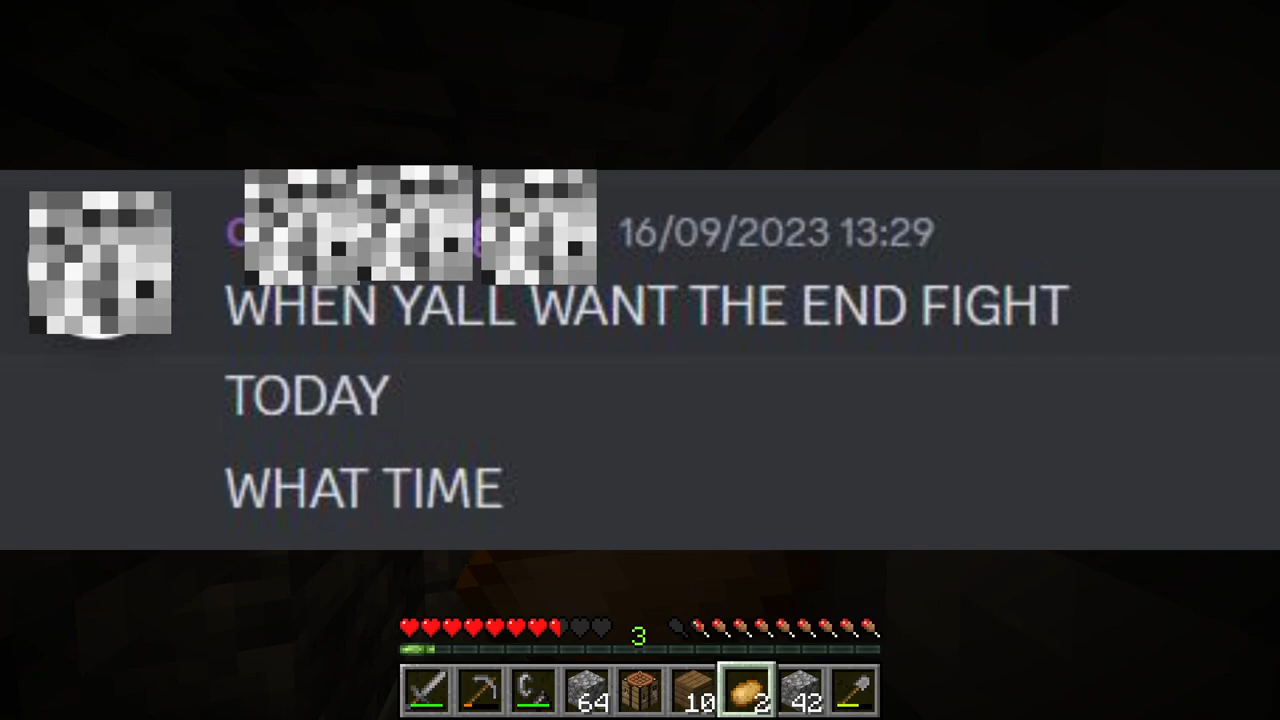 16/09/2023 13:29
WHEN YALL WANT THE END FIGHT
TODAY
WHAT TIME
3
64 10 2 42